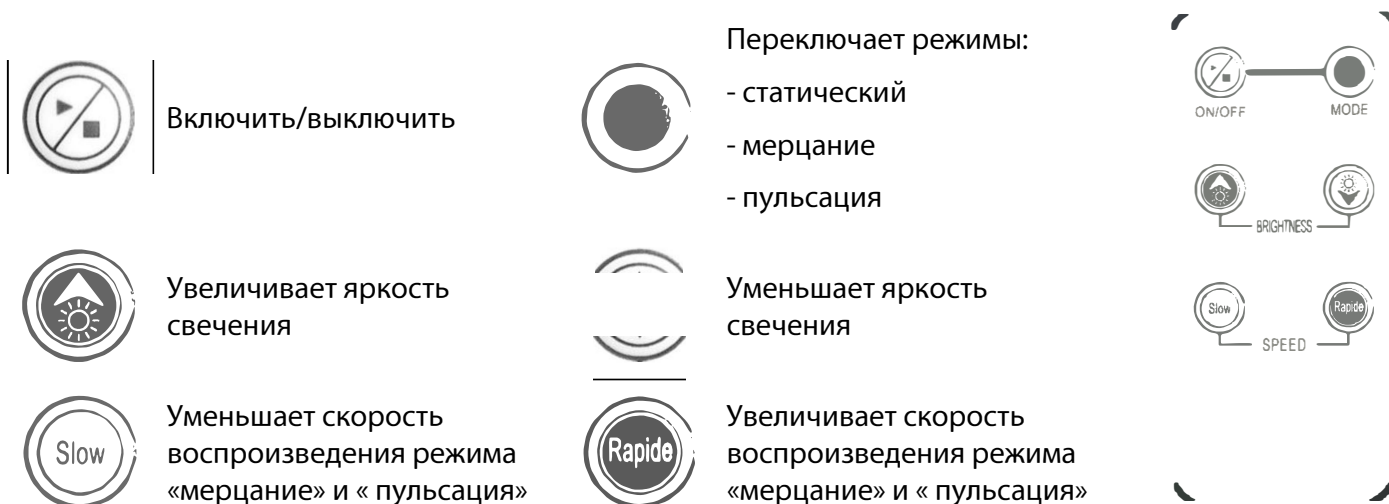 Включить/выключить
Переключает режимы:
- статический
- мерцание
- пульсация
Увеличивает яркость
свечения
Уменьшает яркость
свечения
Slow
Уменьшает скорость
воспроизведения режима
«мерцание» и « пульсация»
Rapide
Увеличивает скорость
воспроизведения режима
«мерцание» и « пульсация»
ON/OFF
MODE
BRIGHTNESS
Slow
Rapide
SPEED